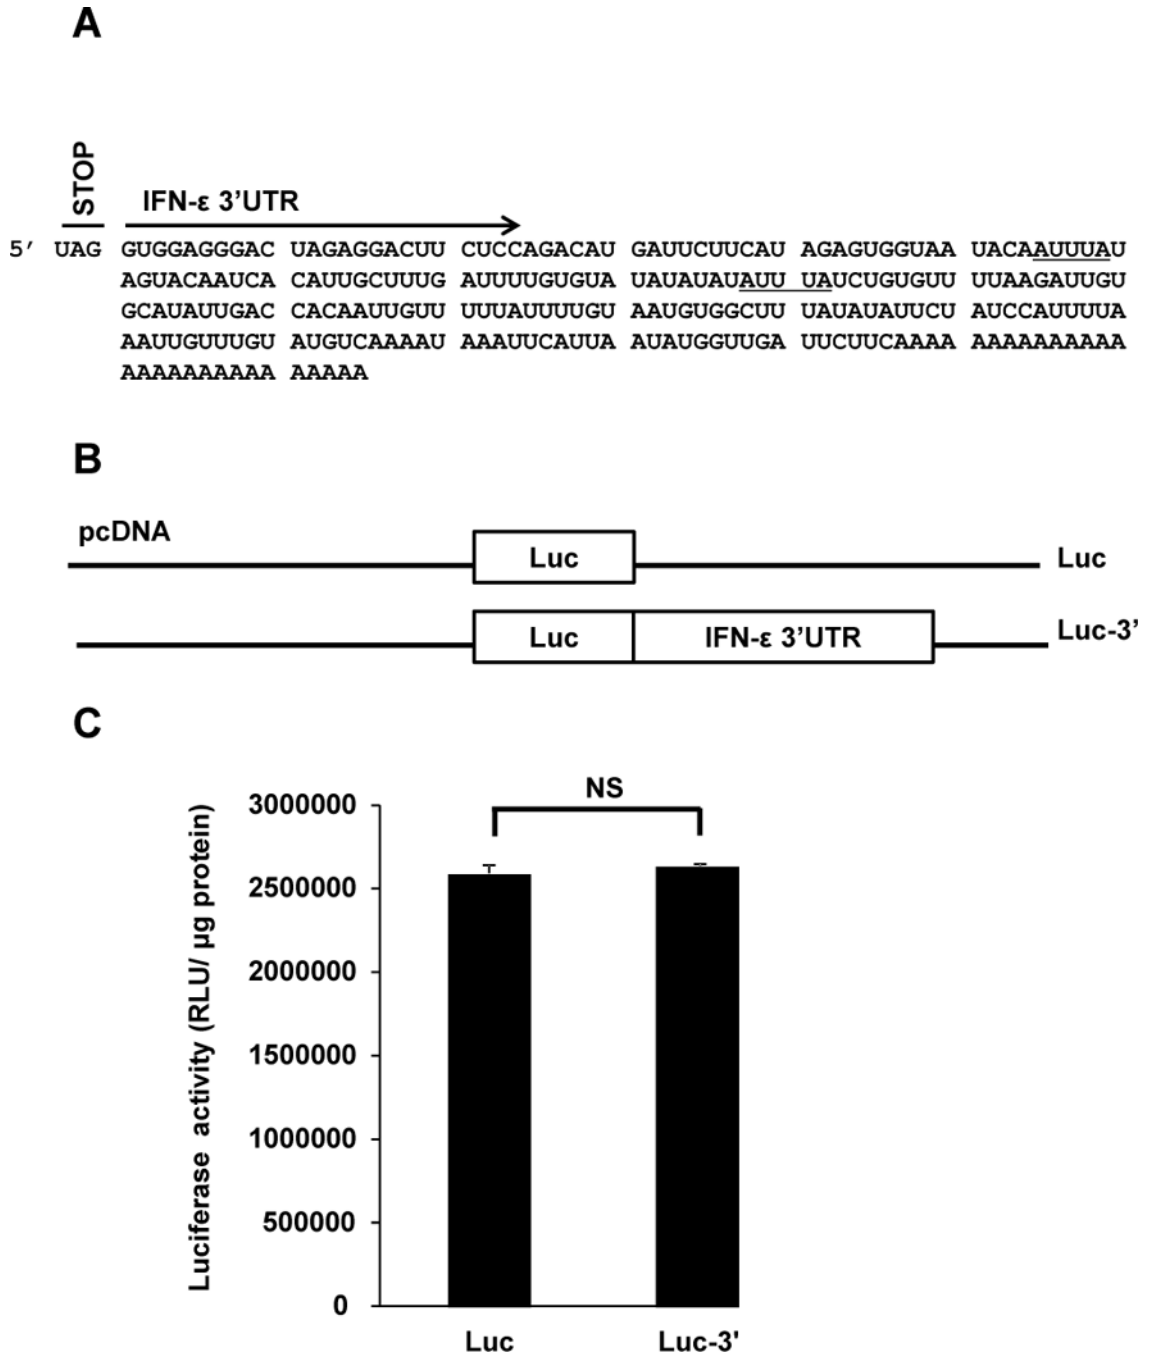 A
STOP
IFN-ε 3’UTR
5′ UAG GUGGAGGGAC UAGAGGACUU CUCCAGACAU GAUUCUUCAU AGAGUGGUAA UACAAUUUAU
AGUACAAUCA CAUUGCUUUG AUUUUGUGUA UAUAUAUAUU UAUCUGUGUU UUAAGAUUGU
GCAUAUUGAC CACAAUUGUU UUUAUUUUGU AAUGUGGCUU UAUAUAUUCU AUCCAUUUUA
AAUUGUUUGU AUGUCAAAAU AAAUUCAUUA AUAUGGUUGA UUCUUCAAAA AAAAAAAAAA
AAAAAAAAAA AAAAA
B
pcDNA
Luc Luc
Luc IFN-ε 3’UTR Luc-3’
C
NS
Luciferase activity (RLU/ µg protein)
3000000
2500000
2000000
1500000
1000000
500000
0
Luc Luc-3'